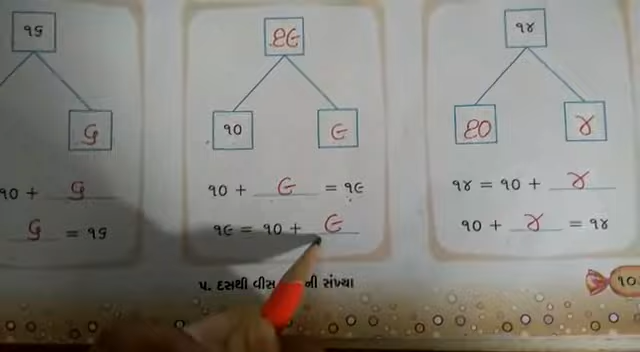 ૧૬
૬
૧૦ + ૬
૬ = ૧૬
૧૯
૧૦ ૯
૧૦ + ૯ = ૧૯
૧૯ = ૧૦ + ૯
૧૪
૧૦ ૪
૧૪ = ૧૦ + ૪
૧૦ + ૪ = ૧૪
૫. દસથી વીસ ની સંખ્યા
૧૦